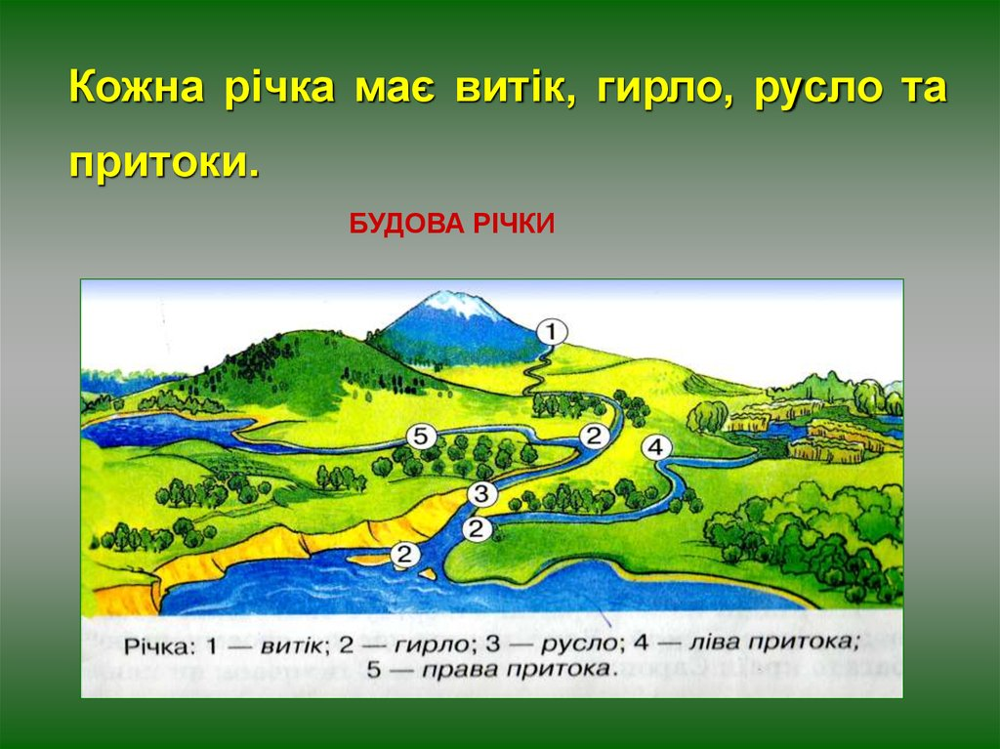 Кожна річка має витік, гирло, русло та
притоки.
БУДОВА РІЧКИ
1
5
2
4
3
2
2
Річка: 1 — витік; 2 — гирло; 3 — русло; 4 — ліва притока;
5 — права притока.